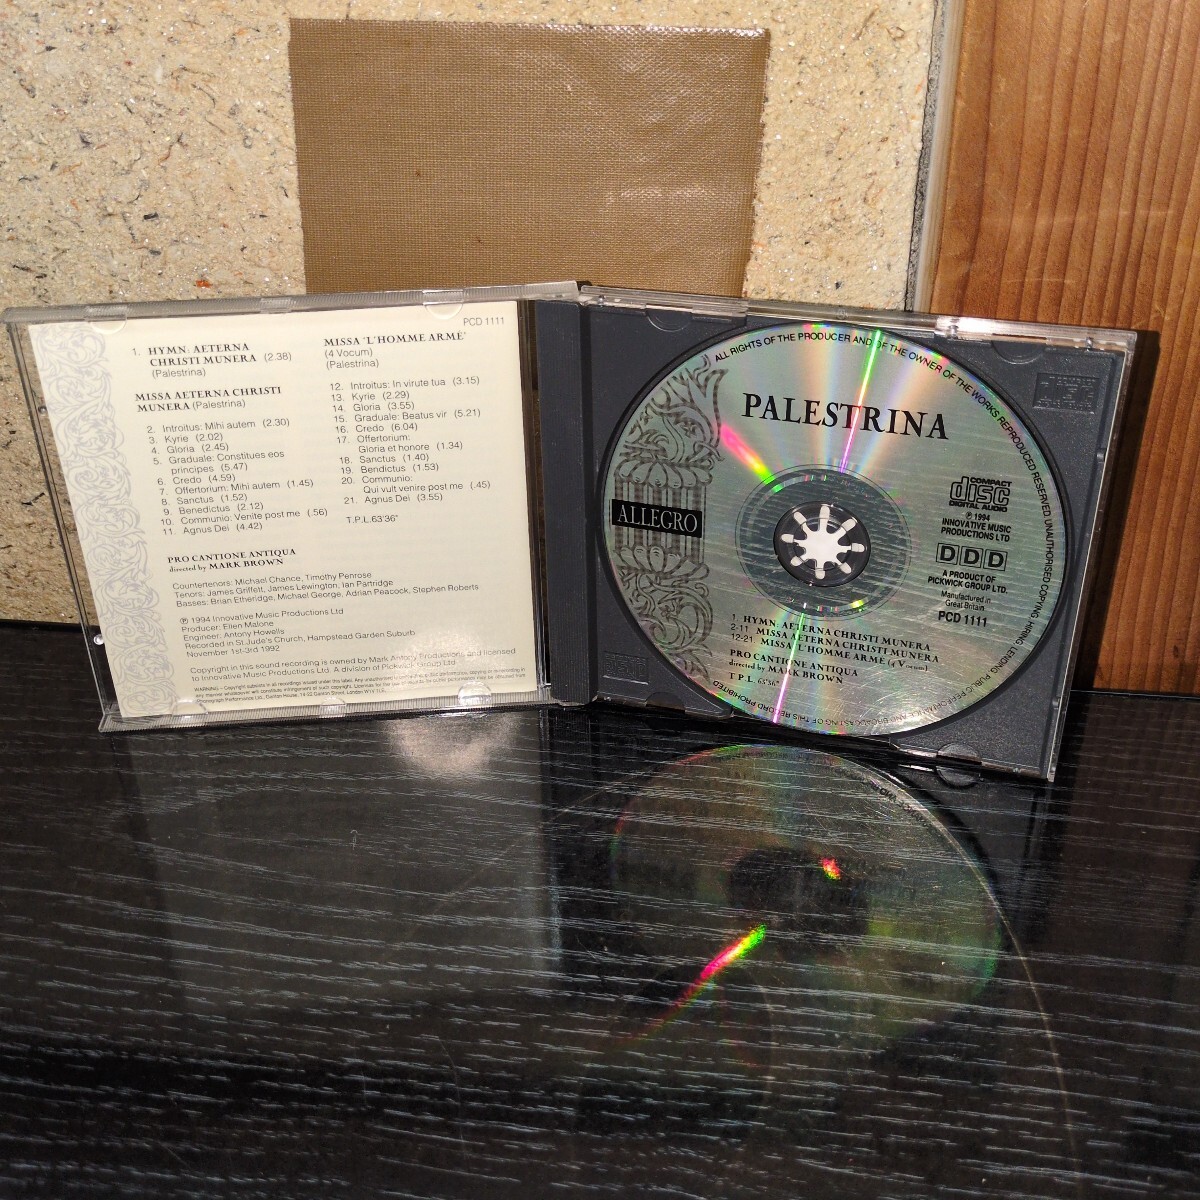 PCD 1111
1. HYMN: AETERNA
CHRISTI MUNERA (2.38)
(Palestrina)
MISSA AETERNA CHRISTI
MUNERA (Palestrina)
2. Introitus: Mihi autem (2.30)
3. Kyrie (2.02)
4. Gloria (2.45)
5. Graduale: Constitues eos
principes (5.47)
6. Credo (4.59)
7. Offertorium: Mihi autem (1.45)
8. Sanctus (1.52)
9. Benedictus (2.12)
10. Communio: Venite post me (.56)
11. Agnus Dei (4.42)
MISSA 'L'HOMME ARMÉ'
(4 Vocum)
(Palestrina)
12. Introitus: In virute tua (3.15)
13. Kyrie (2.29)
14. Gloria (3.55)
15. Graduale: Beatus vir (5.21)
16. Credo (6.04)
17. Offertorium:
Gloria et honore (1.34)
18. Sanctus (1.40)
19. Bendictus (1.53)
20. Communio:
Qui vult venire post me (.45)
21. Agnus Dei (3.55)
T.P.L. 63'36"
PRO CANTIONE ANTIQUA
directed by MARK BROWN
Countertenors: Michael Chance, Timothy Penrose
Tenors: James Griffett, James Lewington, Ian Partridge
Basses: Brian Etheridge, Michael George, Adrian Peacock, Stephen Roberts
℗ 1994 Innovative Music Productions Ltd
Producer: Ellen Malone
Engineer: Antony Howells
Recorded in St Jude's Church, Hampstead Garden Suburb.
November 1st-3rd 1992
Copyright in this sound recording is owned by Mark Antony Productions and licensed
to Innovative Music Productions Ltd. A division of Pickwick Group Ltd
ALL RIGHTS OF THE PRODUCER AND OF THE OWNER OF THE WORKS REPRODUCED RESERVED UNAUTHORISED COPYING HIRING LENDING PUBLIC PERFORMANCE AND BROADCASTING OF THIS RECORD PROHIBITED
PALESTRINA
ALLEGRO
COMPACT
disc
DIGITAL AUDIO
℗ 1994
INNOVATIVE MUSIC
PRODUCTIONS LTD
DDD
A PRODUCT OF
PICKWICK GROUP LTD.
Manufactured in
Great Britain
PCD 1111
1 HYMN: AETERNA CHRISTI MUNERA
2-11 MISSA AETERNA CHRISTI MUNERA
12-21 MISSA L'HOMME ARME (4 Vocum)
PRO CANTIONE ANTIQUA
directed by MARK BROWN
T.P.L. 63'36"